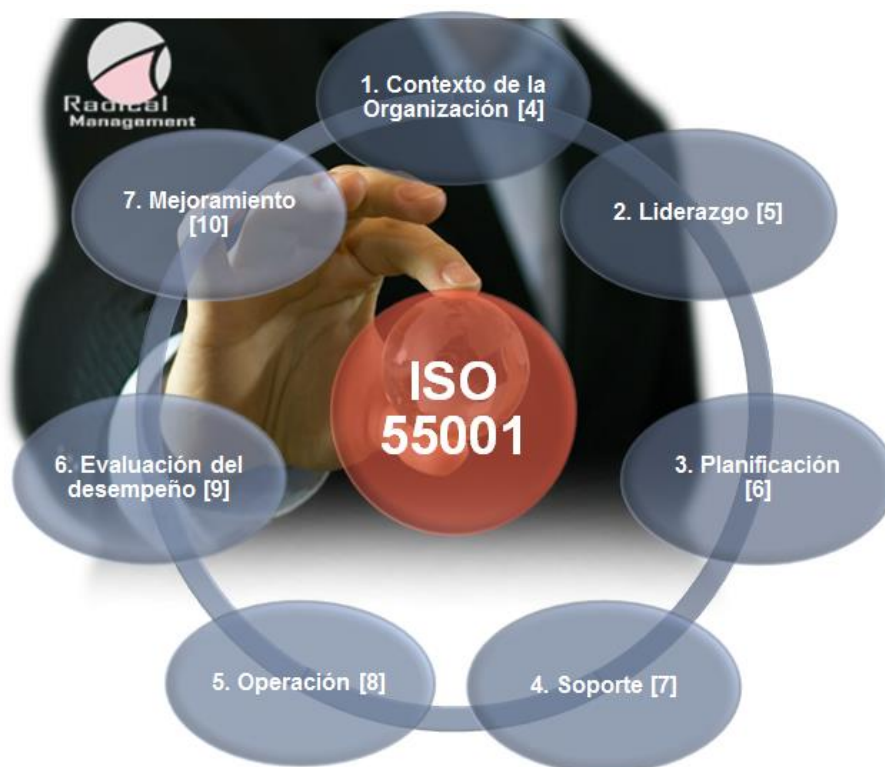 Radical
Management
1. Contexto de la
Organización [4]
2. Liderazgo [5]
3. Planificación
[6]
4. Soporte [7]
5. Operación [8]
6. Evaluación del
desempeño [9]
7. Mejoramiento
[10]
ISO
55001